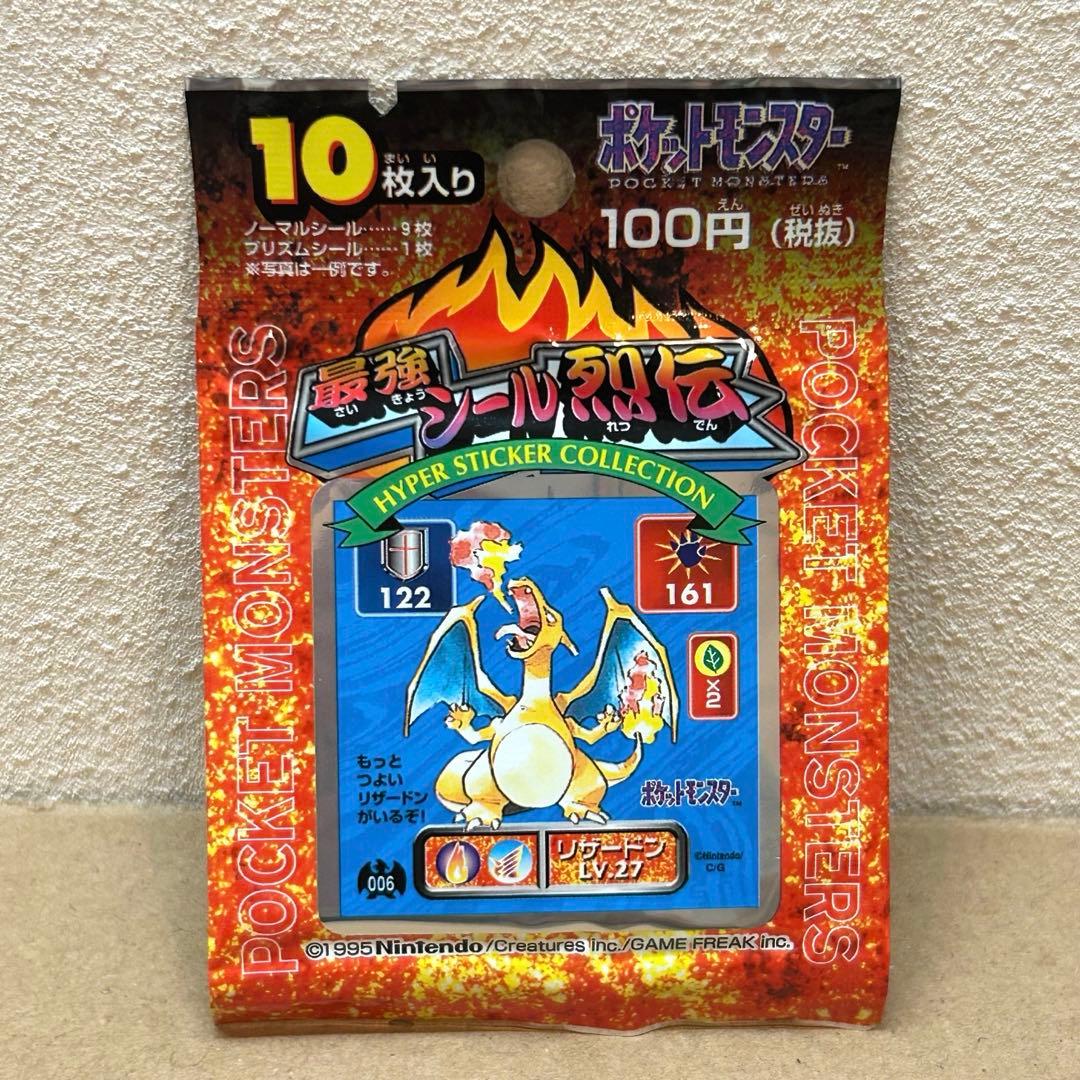 10枚入り
まい い
ノーマルシール……9枚
プリズムシール……1枚
※写真は一例です。
ポケットモンスター™
POCKET MONSTERS
100円(税抜)
えん ぜいぬき
最強シール烈伝
さいきょう れつでん
HYPER STICKER COLLECTION
POCKET MONSTERS
POCKET MONSTERS
122
161
×2
もっと
つよい
リザードン
がいるぞ!
ポケットモンスター™
006
リザードン
LV.27
©Nintendo/
C/G
©1995 Nintendo/Creatures inc./GAME FREAK inc.